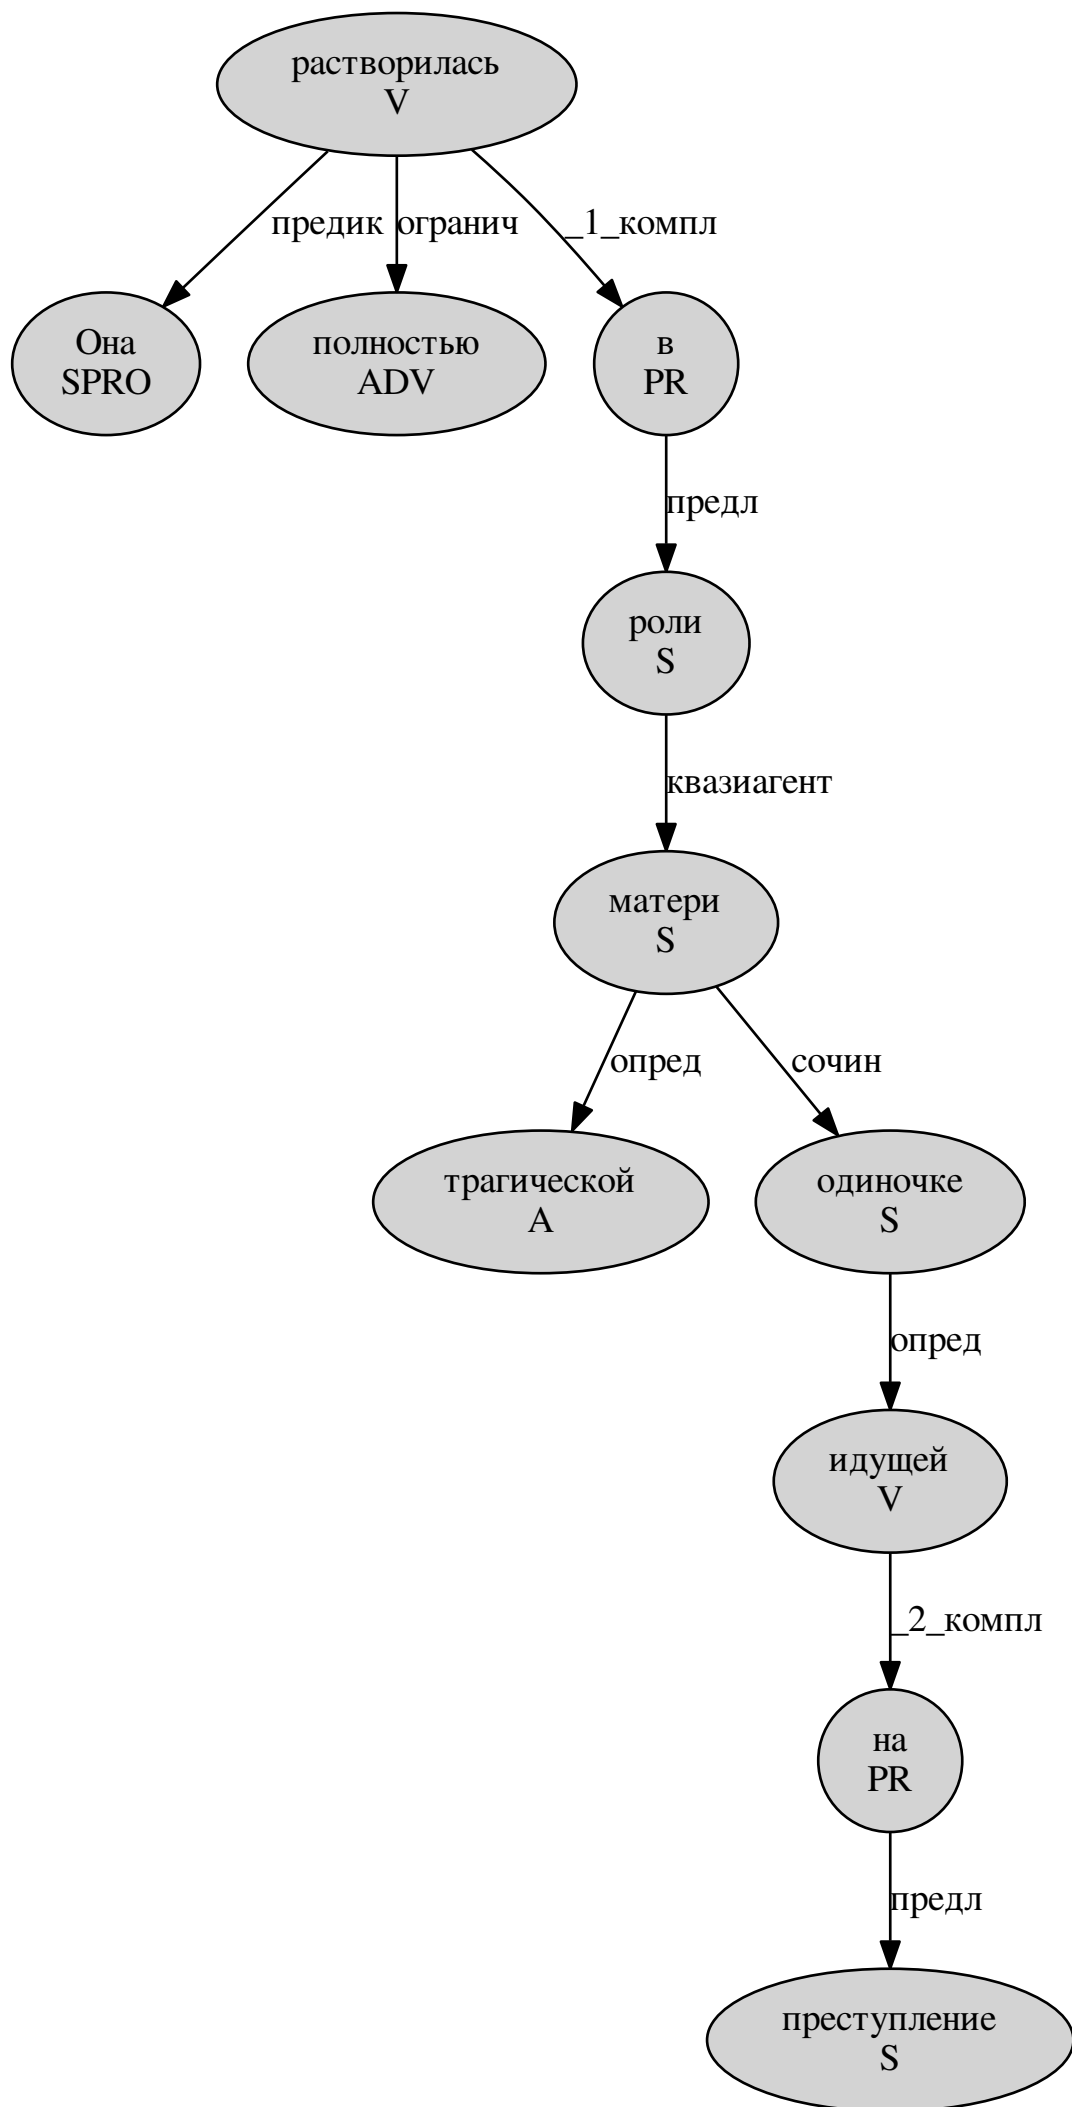 растворилась
V
предик огранич _1_компл
Она
SPRO
полностью
ADV
в
PR
предл
роли
S
квазиагент
матери
S
опред сочин
трагической
A
одиночке
S
опред
идущей
V
_2_компл
на
PR
предл
преступление
S